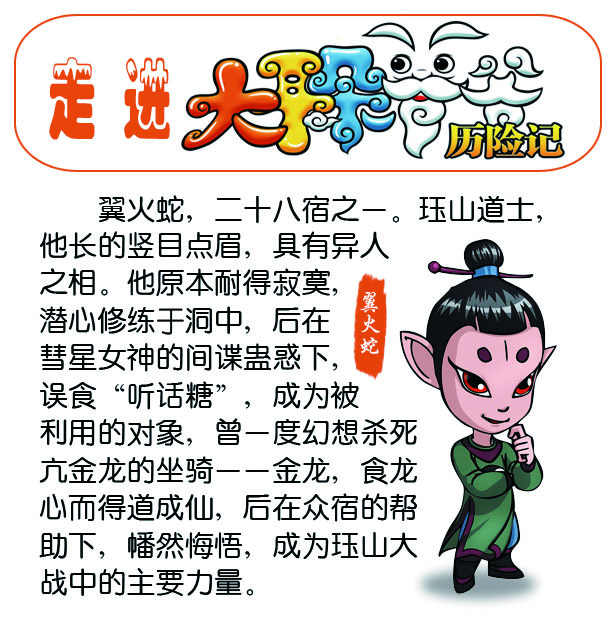 走进大
历险记
翼火蛇，二十八宿之一。珏山道士，
他长的竖目点眉，具有异人
之相。他原本耐得寂寞，
潜心修练于洞中，后在
彗星女神的间谍蛊惑下，
误食“听话糖”，成为被
利用的对象，曾一度幻想杀死
亢金龙的坐骑——金龙，食龙
心而得道成仙，后在众宿的帮
助下，幡然悔悟，成为珏山大
战中的主要力量。
翼火蛇